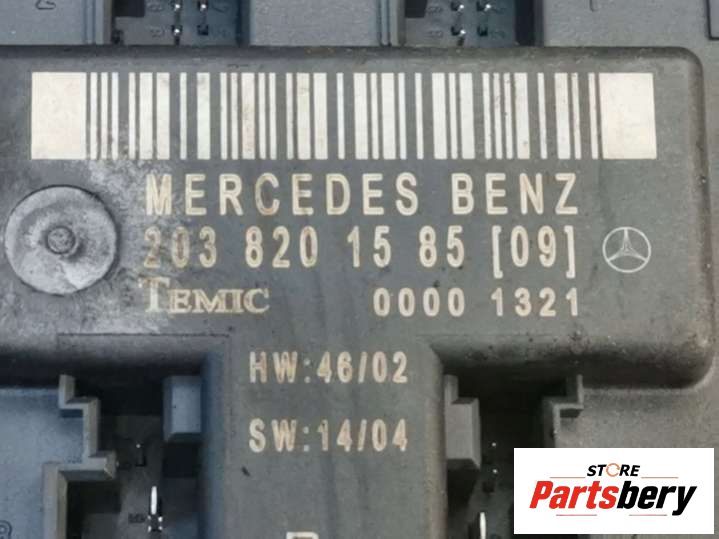 MERCEDES BENZ
203 820 15 85 [09]
TEMIC 0000 1321
HW:46/02
SW:14/04
STORE
Partsbery